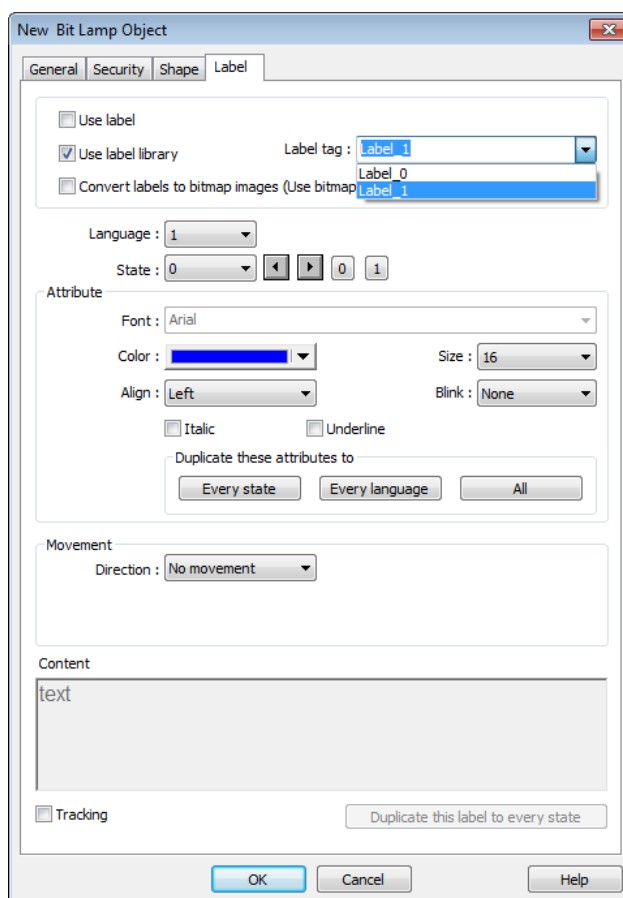 New Bit Lamp Object
General Security Shape Label
Use label
Use label library Label tag : Label_1
Label_0
Convert labels to bitmap images (Use bitmap Label_1
Language : 1
State : 0 0 1
Attribute
Font : Arial
Color : Size : 16
Align : Left Blink : None
Italic Underline
Duplicate these attributes to
Every state Every language All
Movement
Direction : No movement
Content
text
Tracking Duplicate this label to every state
OK Cancel Help